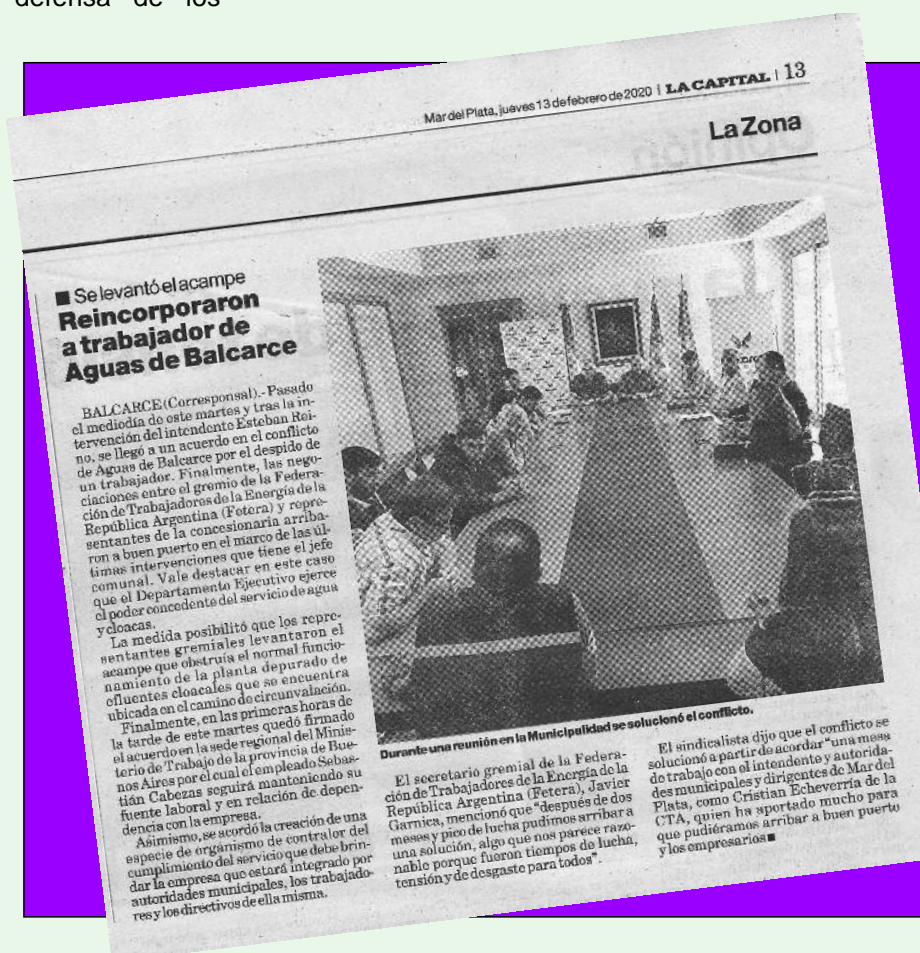 defensa de los
Mar del Plata, jueves 13 de febrero de 2020 | LA CAPITAL | 13
La Zona
■ Se levantó el acampe
Reincorporaron
a trabajador de
Aguas de Balcarce
BALCARCE (Corresponsal).- Pasado
el mediodía de este martes y tras la in-
tervención del intendente Esteban Rei-
no, se llegó a un acuerdo en el conflicto
de Aguas de Balcarce por el despido de
un trabajador. Finalmente, las nego-
ciaciones entre el gremio de la Federa-
ción de Trabajadores de la Energía de la
República Argentina (Fetera) y repre-
sentantes de la concesionaria arriba-
ron a buen puerto en el marco de las úl-
timas intervenciones que tiene el jefe
comunal. Vale destacar en este caso
que el Departamento Ejecutivo ejerce
el poder concedente del servicio de agua
y cloacas.
La medida posibilitó que los repre-
sentantes gremiales levantaron el
acampe que obstruía el normal funcio-
namiento de la planta depurado de
efluentes cloacales que se encuentra
ubicada en el camino de circunvalación.
Finalmente, en las primeras horas de
la tarde de este martes quedó firmado
el acuerdo en la sede regional del Minis-
terio de Trabajo de la provincia de Bue-
nos Aires por el cual el empleado Sebas-
tián Cabezas seguirá manteniendo su
fuente laboral y en relación de depen-
dencia con la empresa.
Asimismo, se acordó la creación de una
especie de organismo de contralor del
cumplimiento del servicio que debe brin-
dar la empresa que estará integrado por
autoridades municipales, los trabajado-
res y los directivos de ella misma.
Durante una reunión en la Municipalidad se solucionó el conflicto.
El secretario gremial de la Federa-
ción de Trabajadores de la Energía de la
República Argentina (Fetera), Javier
Garnica, mencionó que "después de dos
meses y pico de lucha pudimos arribar a
una solución, algo que nos parece razo-
nable porque fueron tiempos de lucha,
tensión y de desgaste para todos".
El sindicalista dijo que el conflicto se
solucionó a partir de acordar "una mesa
de trabajo con el intendente y autorida-
des municipales y dirigentes de Mar del
Plata, como Cristian Echeverría de la
CTA, quien ha aportado mucho para
que pudiéramos arribar a buen puerto
y los empresarios ■